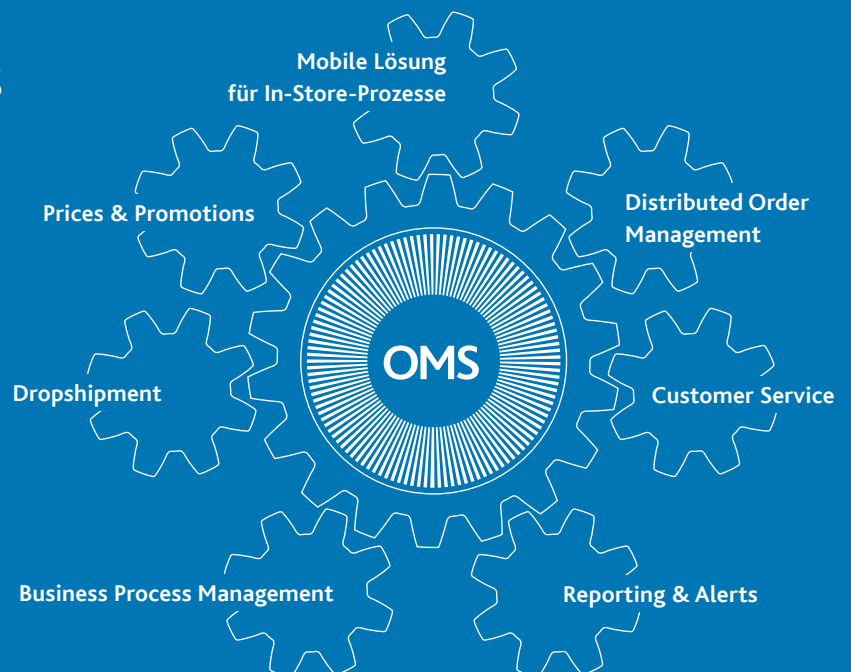 Mobile Lösung
für In-Store-Prozesse
Prices & Promotions
Distributed Order
Management
OMS
Dropshipment
Customer Service
Business Process Management
Reporting & Alerts